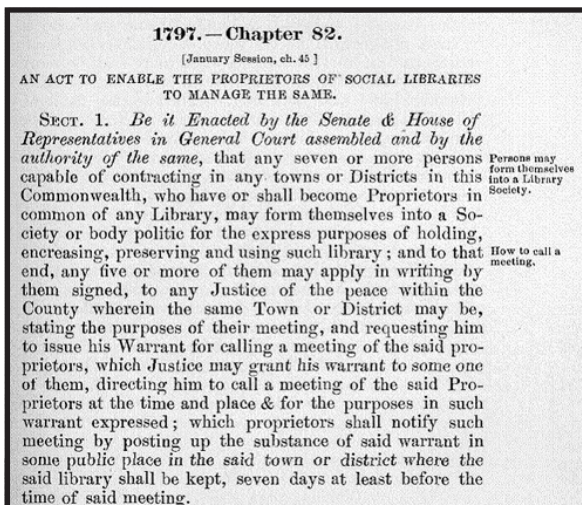 1797.—Chapter 82.
[January Session, ch. 45 ]
AN ACT TO ENABLE THE PROPRIETORS OF SOCIAL LIBRARIES
TO MANAGE THE SAME.
SECT. 1. Be it Enacted by the Senate & House of
Representatives in General Court assembled and by the
authority of the same, that any seven or more persons
capable of contracting in any towns or Districts in this
Commonwealth, who have or shall become Proprietors in
common of any Library, may form themselves into a So-
ciety or body politic for the express purposes of holding,
encreasing, preserving and using such library; and to that
end, any five or more of them may apply in writing by
them signed, to any Justice of the peace within the
County wherein the same Town or District may be,
stating the purposes of their meeting, and requesting him
to issue his Warrant for calling a meeting of the said pro-
prietors, which Justice may grant his warrant to some one
of them, directing him to call a meeting of the said Pro-
prietors at the time and place & for the purposes in such
warrant expressed; which proprietors shall notify such
meeting by posting up the substance of said warrant in
some public place in the said town or district where the
said library shall be kept, seven days at least before the
time of said meeting.
Persons may
form themselves
into a Library
Society.
How to call a
meeting.